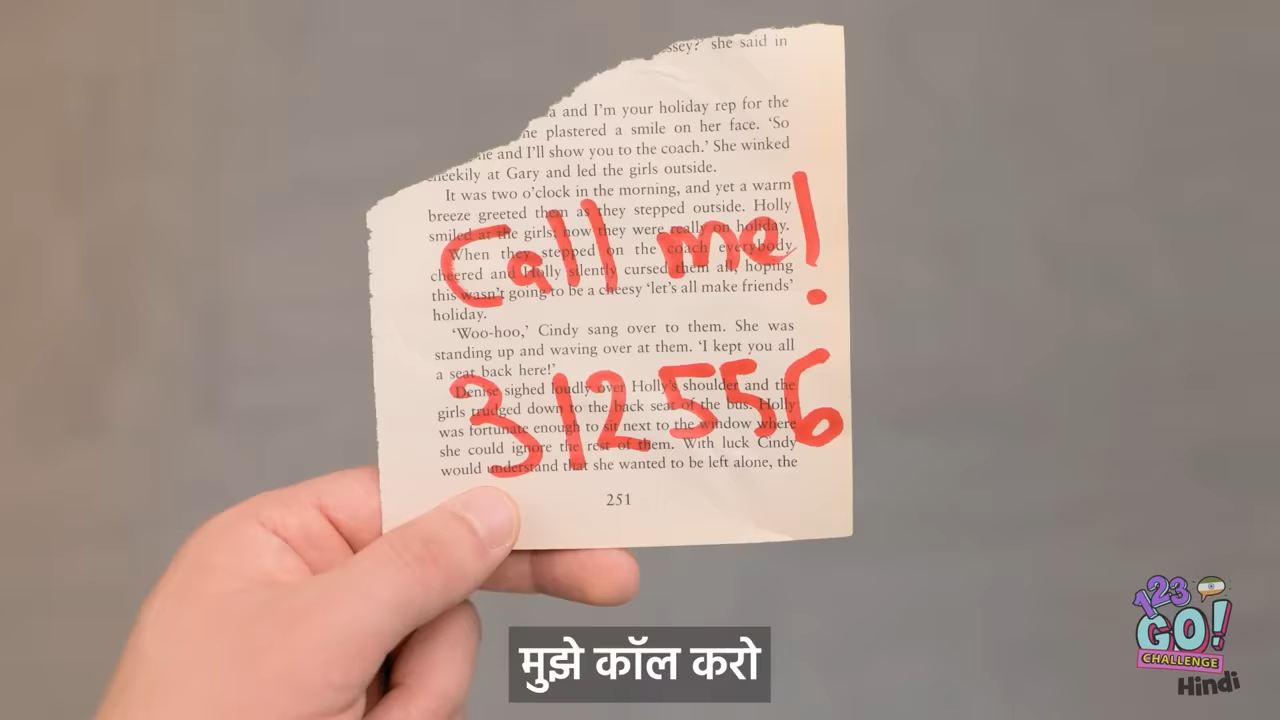 ssey?' she said in
a and I'm your holiday rep for the
he plastered a smile on her face. 'So
me and I'll show you to the coach.' She winked
cheekily at Gary and led the girls outside.
It was two o'clock in the morning, and yet a warm
breeze greeted them as they stepped outside. Holly
smiled at the girls; now they were really on holiday.
When they stepped on the coach everybody
cheered and Holly silently cursed them all, hoping
this wasn't going to be a cheesy 'let's all make friends'
holiday.
'Woo-hoo,' Cindy sang over to them. She was
standing up and waving over at them. 'I kept you all
a seat back here!'
Denise sighed loudly over Holly's shoulder and the
girls trudged down to the back seat of the bus. Holly
was fortunate enough to sit next to the window where
she could ignore the rest of them. With luck Cindy
would understand that she wanted to be left alone, the
251
Call me!
312556
मुझे कॉल करो
123
GO!
CHALLENGE
Hindi